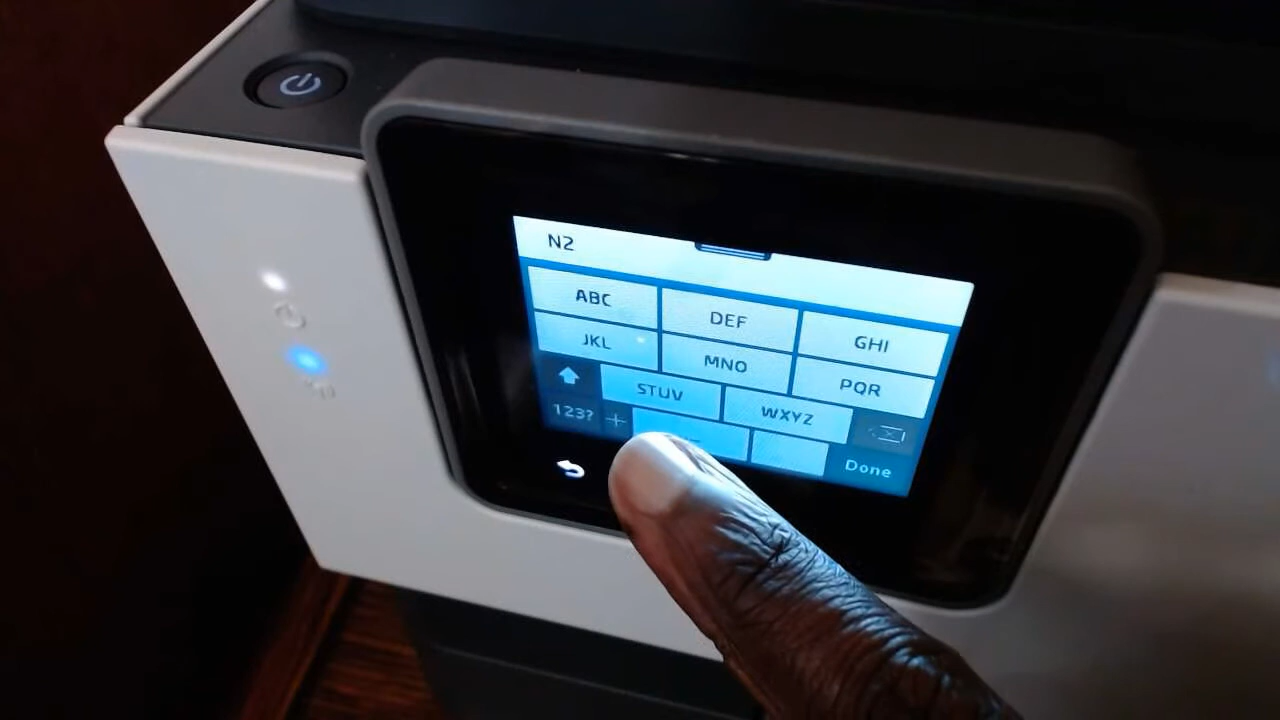 N2
ABC DEF GHI
JKL MNO PQR
STUV WXYZ
123? Done